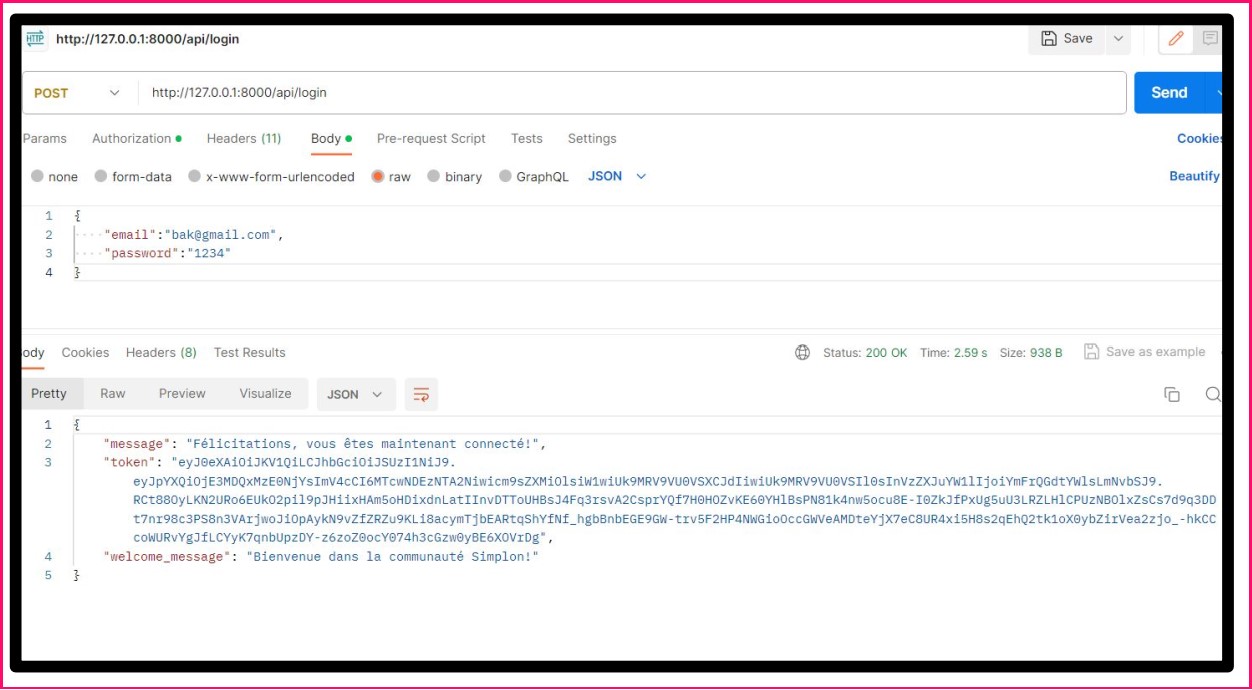 HTTP http://127.0.0.1:8000/api/login Save
POST http://127.0.0.1:8000/api/login Send
Params Authorization Headers (11) Body Pre-request Script Tests Settings Cookies
none form-data x-www-form-urlencoded raw binary GraphQL JSON Beautify
1 {
2 "email":"bak@gmail.com",
3 "password":"1234"
4 }
ody Cookies Headers (8) Test Results Status: 200 OK Time: 2.59 s Size: 938 B Save as example
Pretty Raw Preview Visualize JSON
1 {
2 "message": "Félicitations, vous êtes maintenant connecté!",
3 "token": "eyJ0eXAiOiJKV1QiLCJhbGciOiJSUzI1NiJ9.
eyJpYXQiOjE3MDQxMzE0NjYsImV4cCI6MTcwNDEzNTA2Niwicm9sZXMiOlsiW1wiUk9MRV9VU0VSXCJdIiwiUk9MRV9VU0VSIl0sInVzZXJuYW1lIjoiYmFrQGdtYWlsLmNvbSJ9.
RCt88OyLKN2URo6EUkO2pil9pJHiixHAm5oHDixdnLatIInvDTToUHBsJ4Fq3rsvA2CsprYQf7H0HOZvKE60YHlBsPN81k4nw5ocu8E-I0ZkJfPxUg5uU3LRZLHlCPUzNBOlxZsCs7d9q3DD
t7nr98c3PS8n3VArjwoJiOpAykN9vZfZRZu9KLi8acymTjbEARtqShYfNf_hgbBnbEGE9GW-trv5F2HP4NWGioOccGWVeAMDteYjX7eC8UR4xi5H8s2qEhQ2tk1oX0ybZirVea2zjo_-hkCC
coWURvYgJfLCYyK7qnbUpzDY-z6zoZ0ocY074h3cGzw0yBE6XOVrDg",
4 "welcome_message": "Bienvenue dans la communauté Simplon!"
5 }